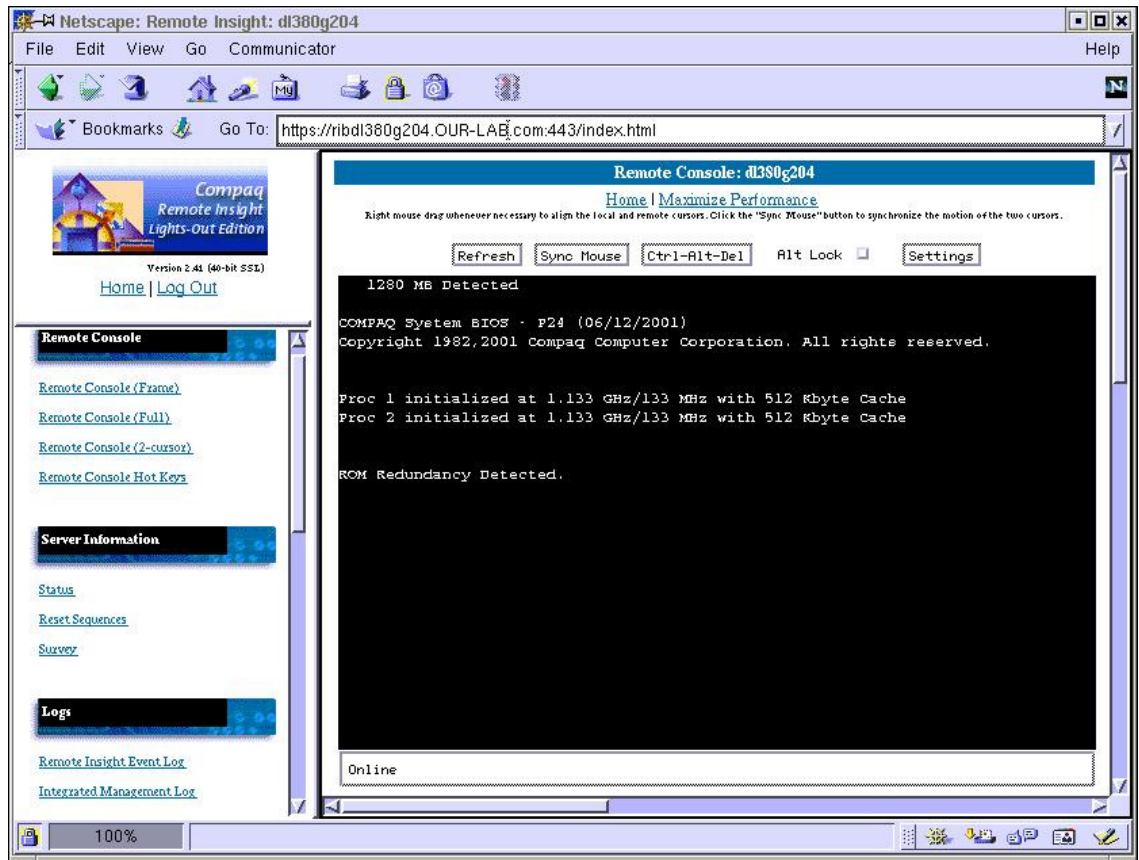 Netscape: Remote Insight: dl380g204
File Edit View Go Communicator Help
My
N
Bookmarks Go To: https://ribdl380g204.OUR-LAB.com:443/index.html
Compaq
Remote Insight
Lights-Out Edition
Version 2.41 (40-bit SSL)
Home | Log Out
Remote Console
Remote Console (Frame)
Remote Console (Full)
Remote Console (2-cursor)
Remote Console Hot Keys
Server Information
Status
Reset Sequences
Survey
Logs
Remote Insight Event Log
Integrated Management Log
Remote Console: dl380g204
Home | Maximize Performance
Right mouse drag whenever necessary to align the local and remote cursors. Click the "Sync Mouse" button to synchronize the motion of the two cursors.
Refresh Sync Mouse Ctrl-Alt-Del Alt Lock Settings
1280 MB Detected
COMPAQ System BIOS - P24 (06/12/2001)
Copyright 1982,2001 Compaq Computer Corporation. All rights reserved.
Proc 1 initialized at 1.133 GHz/133 MHz with 512 Kbyte Cache
Proc 2 initialized at 1.133 GHz/133 MHz with 512 Kbyte Cache
ROM Redundancy Detected.
Online
100%